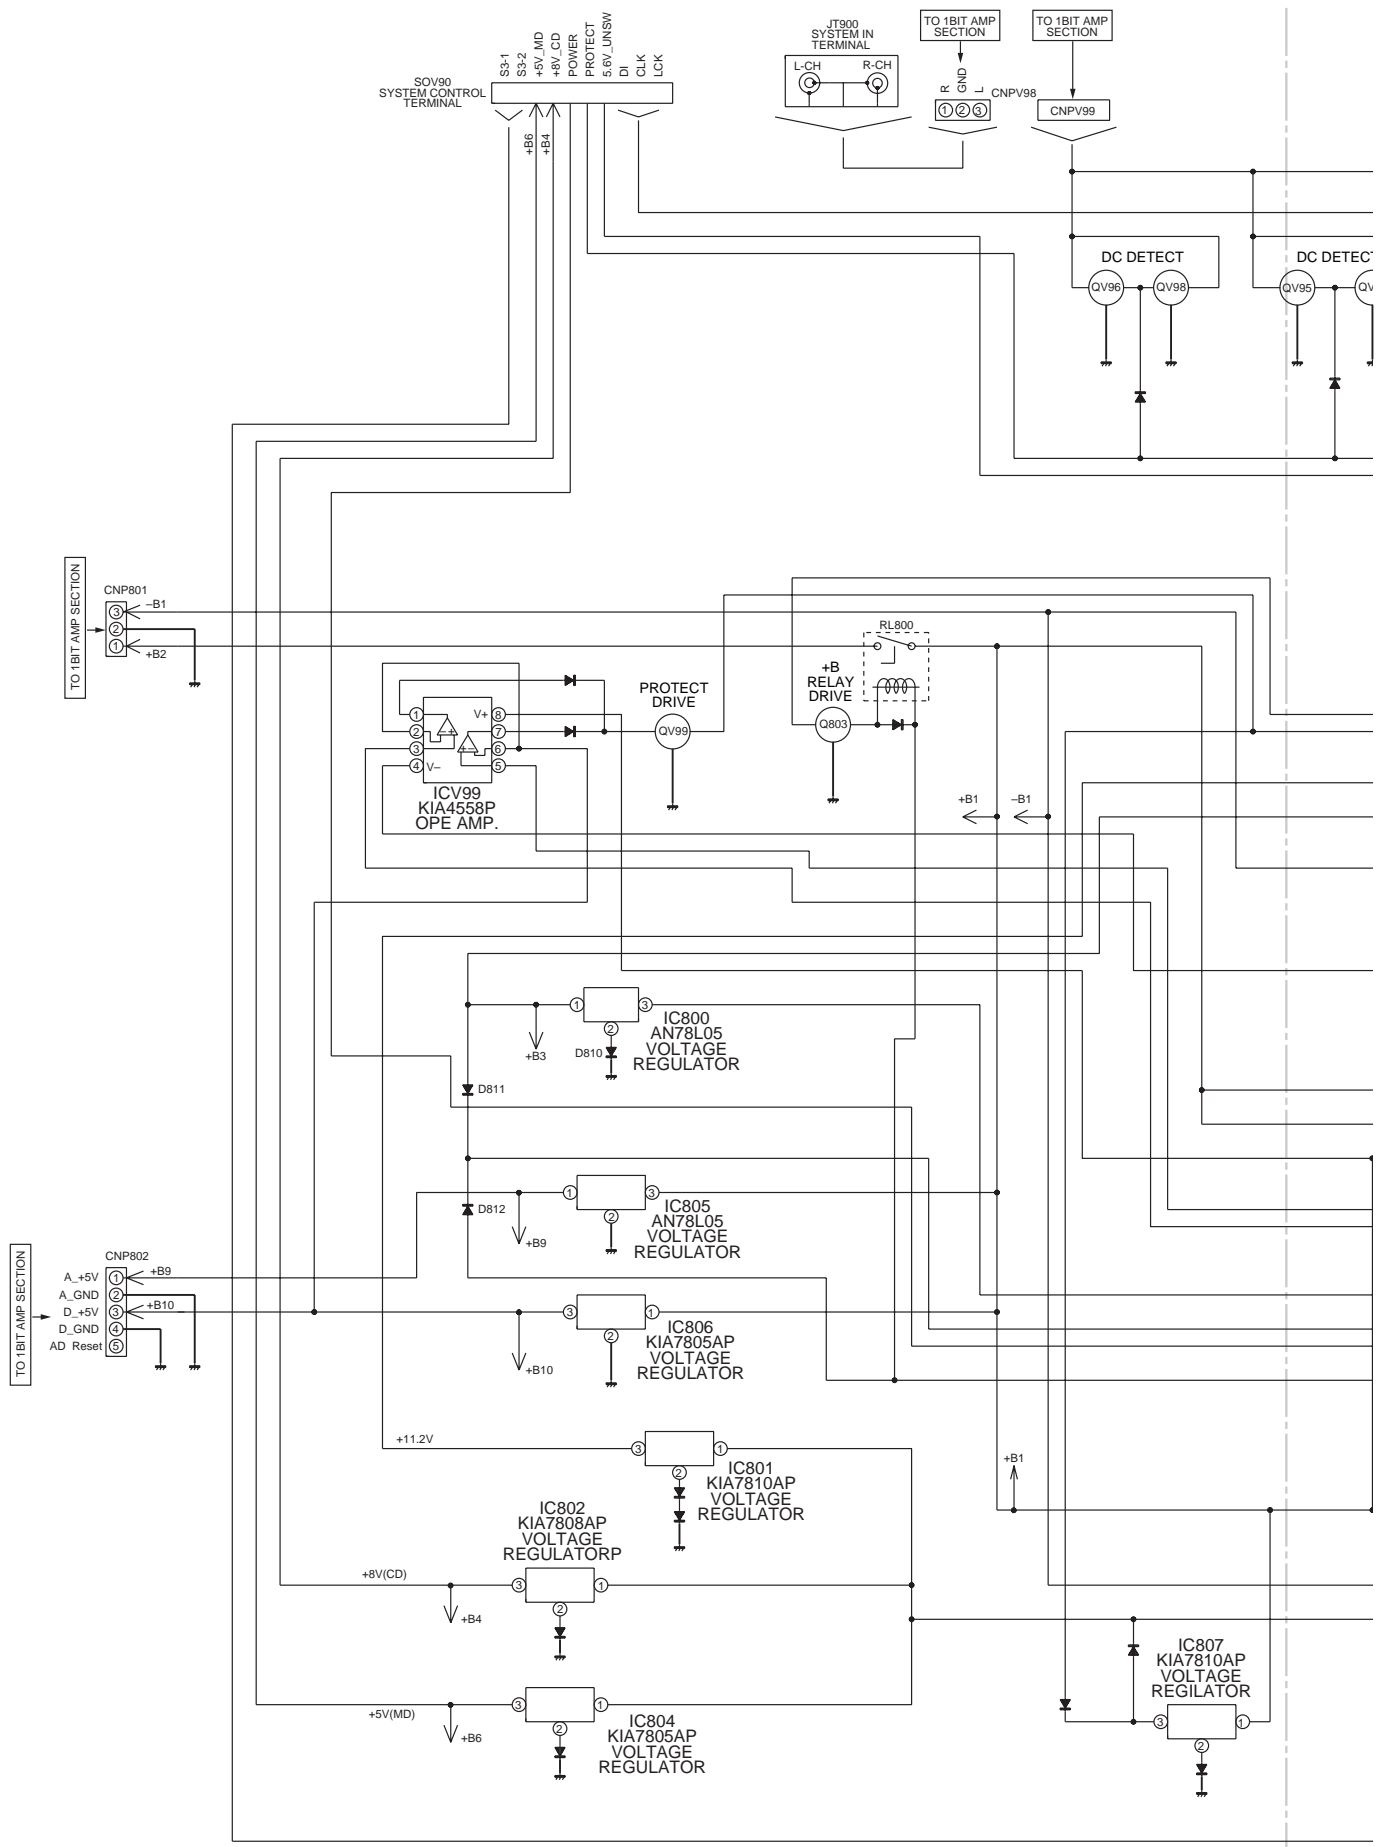 S3-1
S3-2
+5V_MD
+8V_CD
POWER
PROTECT
5.6V_UNSW
DI
CLK
LCK
SOV90
SYSTEM CONTROL
TERMINAL
+B6
+B4
JT900
SYSTEM IN
TERMINAL
L-CH
R-CH
TO 1BIT AMP
SECTION
R
GND
L
1 2 3
CNPV98
TO 1BIT AMP
SECTION
CNPV99
DC DETECT
QV96
QV98
DC DETECT
QV95
QV
TO 1BIT AMP SECTION
CNP801
3
2
1
–B1
+B2
1
2
3
4
V+
V–
8
7
6
5
– +
+ –
ICV99
KIA4558P
OPE AMP.
PROTECT
DRIVE
QV99
+B
RELAY
DRIVE
Q803
RL800
+B1
–B1
1
3
2
+B3
D810
IC800
AN78L05
VOLTAGE
REGULATOR
D811
D812
1
3
2
+B9
IC805
AN78L05
VOLTAGE
REGULATOR
TO 1BIT AMP SECTION
CNP802
A_+5V 1 +B9
A_GND 2
D_+5V 3 +B10
D_GND 4
AD Reset 5
3
1
2
+B10
IC806
KIA7805AP
VOLTAGE
REGULATOR
+11.2V
3
1
2
IC801
KIA7810AP
VOLTAGE
REGULATOR
+B1
IC802
KIA7808AP
VOLTAGE
REGULATORP
+8V(CD)
3
1
2
+B4
+5V(MD)
3
1
2
+B6
IC804
KIA7805AP
VOLTAGE
REGULATOR
IC807
KIA7810AP
VOLTAGE
REGILATOR
3
1
2